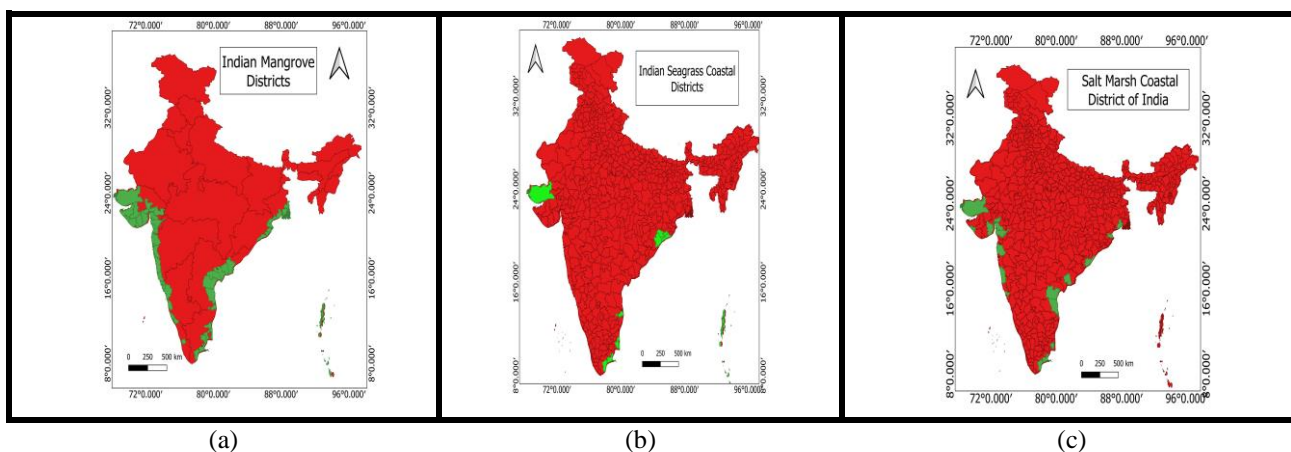 72°0.000′ 80°0.000′ 88°0.000′ 96°0.000′
Indian Mangrove
Districts
32°0.000′
24°0.000′
16°0.000′
8°0.000′
32°0.000′
24°0.000′
16°0.000′
8°0.000′
0 250 500 km
72°0.000′ 80°0.000′ 88°0.000′ 96°0.000′
(a)
72°0.000′ 80°0.000′ 88°0.000′ 96°0.000′
Indian Seagrass Coastal
Districts
32°0.000′
24°0.000′
16°0.000′
8°0.000′
32°0.000′
24°0.000′
16°0.000′
8°0.000′
0 250 500 km
72°0.000′ 80°0.000′ 88°0.000′ 96°0.000′
(b)
72°0.000′ 80°0.000′ 88°0.000′ 96°0.000′
Salt Marsh Coastal
District of India
32°0.000′
24°0.000′
16°0.000′
8°0.000′
32°0.000′
24°0.000′
16°0.000′
8°0.000′
0 250 500 km
72°0.000′ 80°0.000′ 88°0.000′ 96°0.000′
(c)